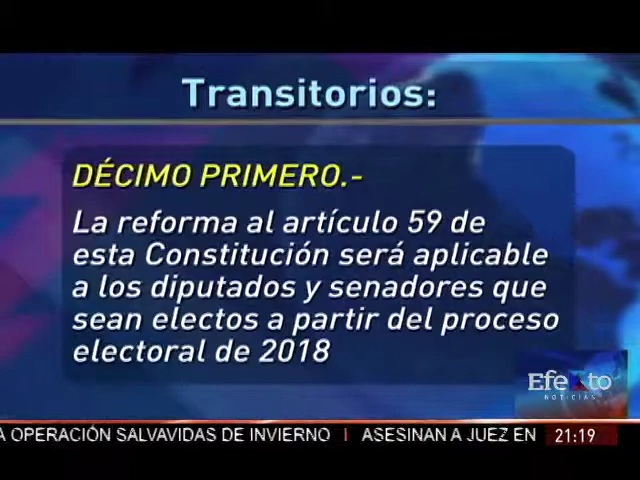 Transitorios:
DÉCIMO PRIMERO.-
La reforma al artículo 59 de
esta Constitución será aplicable
a los diputados y senadores que
sean electos a partir del proceso
electoral de 2018
Efekto
NOTICIAS
A OPERACIÓN SALVAVIDAS DE INVIERNO | ASESINAN A JUEZ EN 21:19